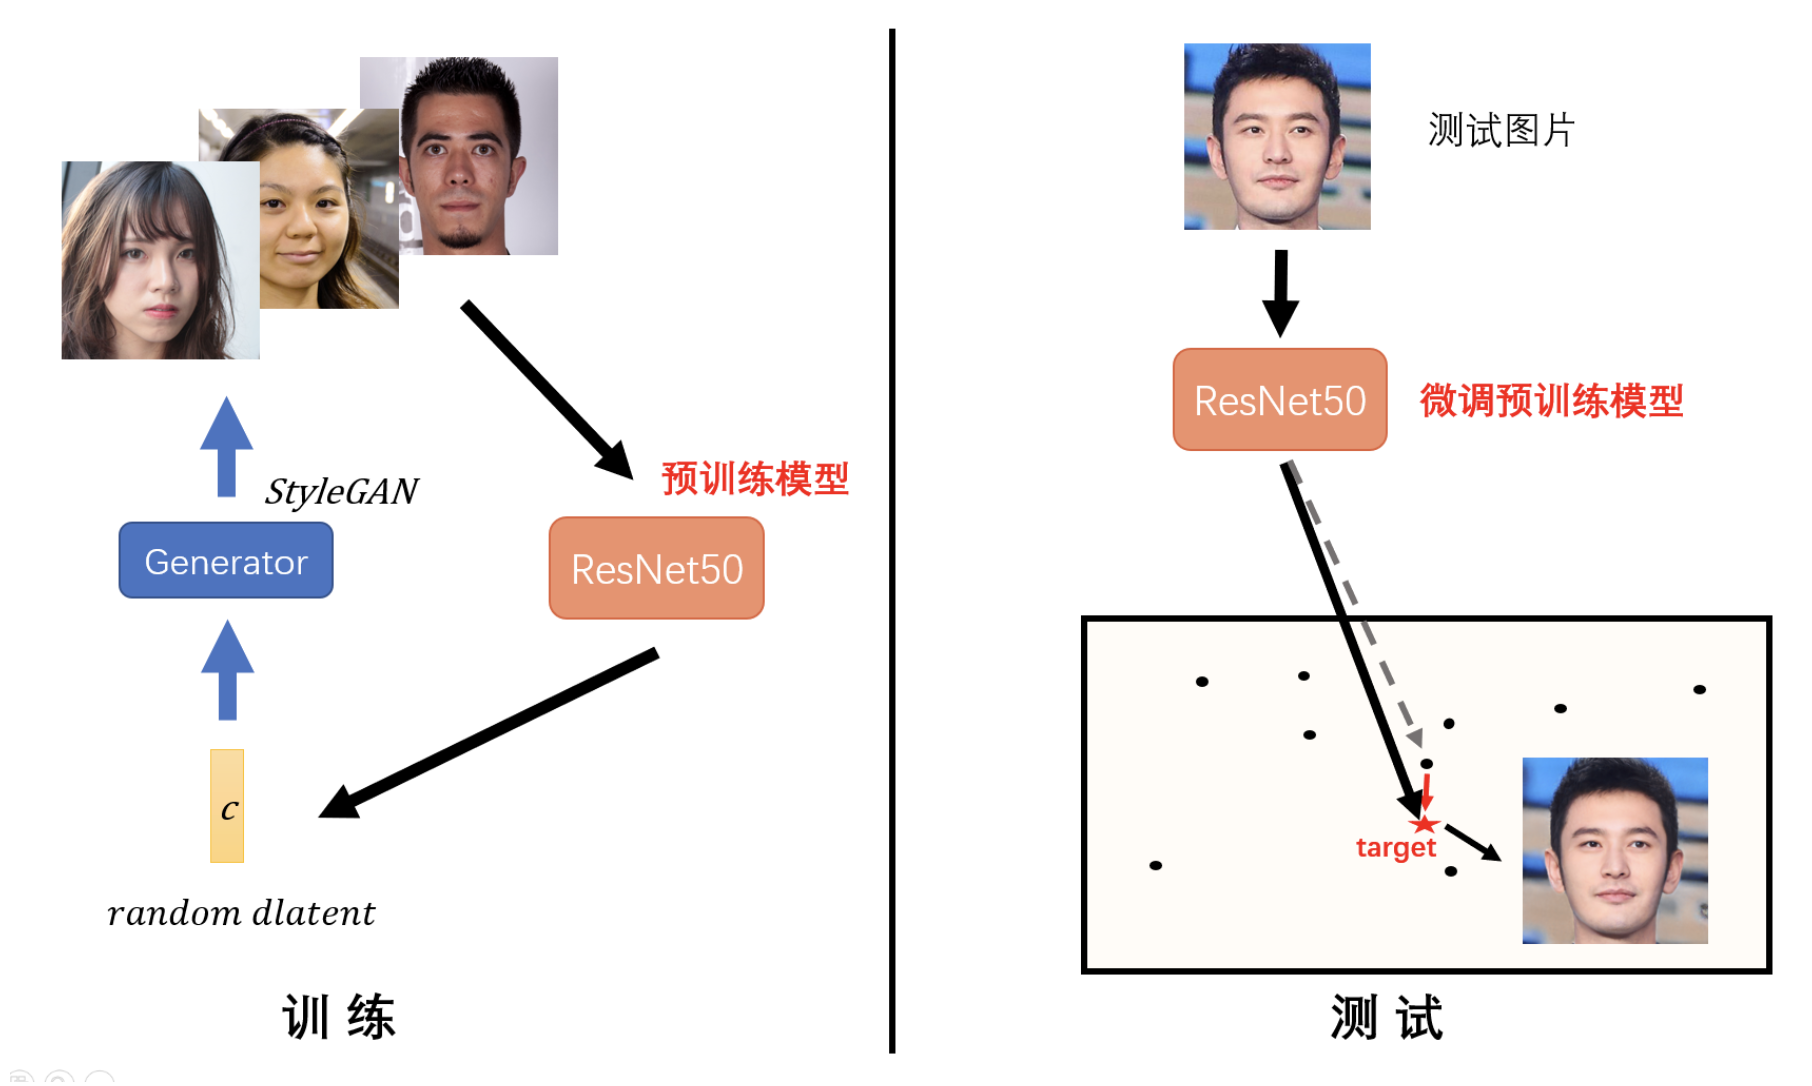 StyleGAN
Generator
c
random dlatent
预训练模型
ResNet50
训练
测试图片
ResNet50
微调预训练模型
target
测试